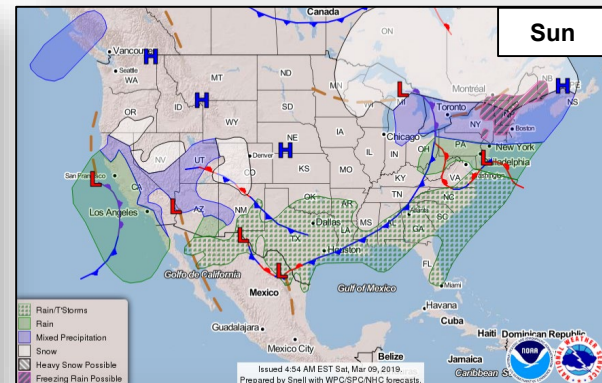 Canada
Sun
ON
Vancouver
Seattle
WA
H
MT
ND
MN
L
MI
Montréal
NB
H
NS
Toronto
OR
ID
H
SD
WY
NY
Boston
IA
Chicago
NE
H
PA
New York
OH
Philadelphia
L
NV
UT
Denver
CO
IL
IN
San Francisco
CA
KS
MO
KY
VA
L
Los Angeles
L
AZ
NM
OK
AR
TN
NC
L
Dallas
TX
LA
MS
AL
Atlanta
GA
SC
Houston
L
FL
Miami
Golfo de California
Mexico
Gulf of Mexico
Havana
Cuba
Guadalajara
Mexico City
Haiti
Dominican Republic
Jamaica
Belize
Caribbean
Rain/T'Storms
Rain
Mixed Precipitation
Snow
Heavy Snow Possible
Freezing Rain Possible
Issued 4:54 AM EST Sat, Mar 09, 2019.
Prepared by Snell with WPC/SPC/NHC forecasts.
NOAA